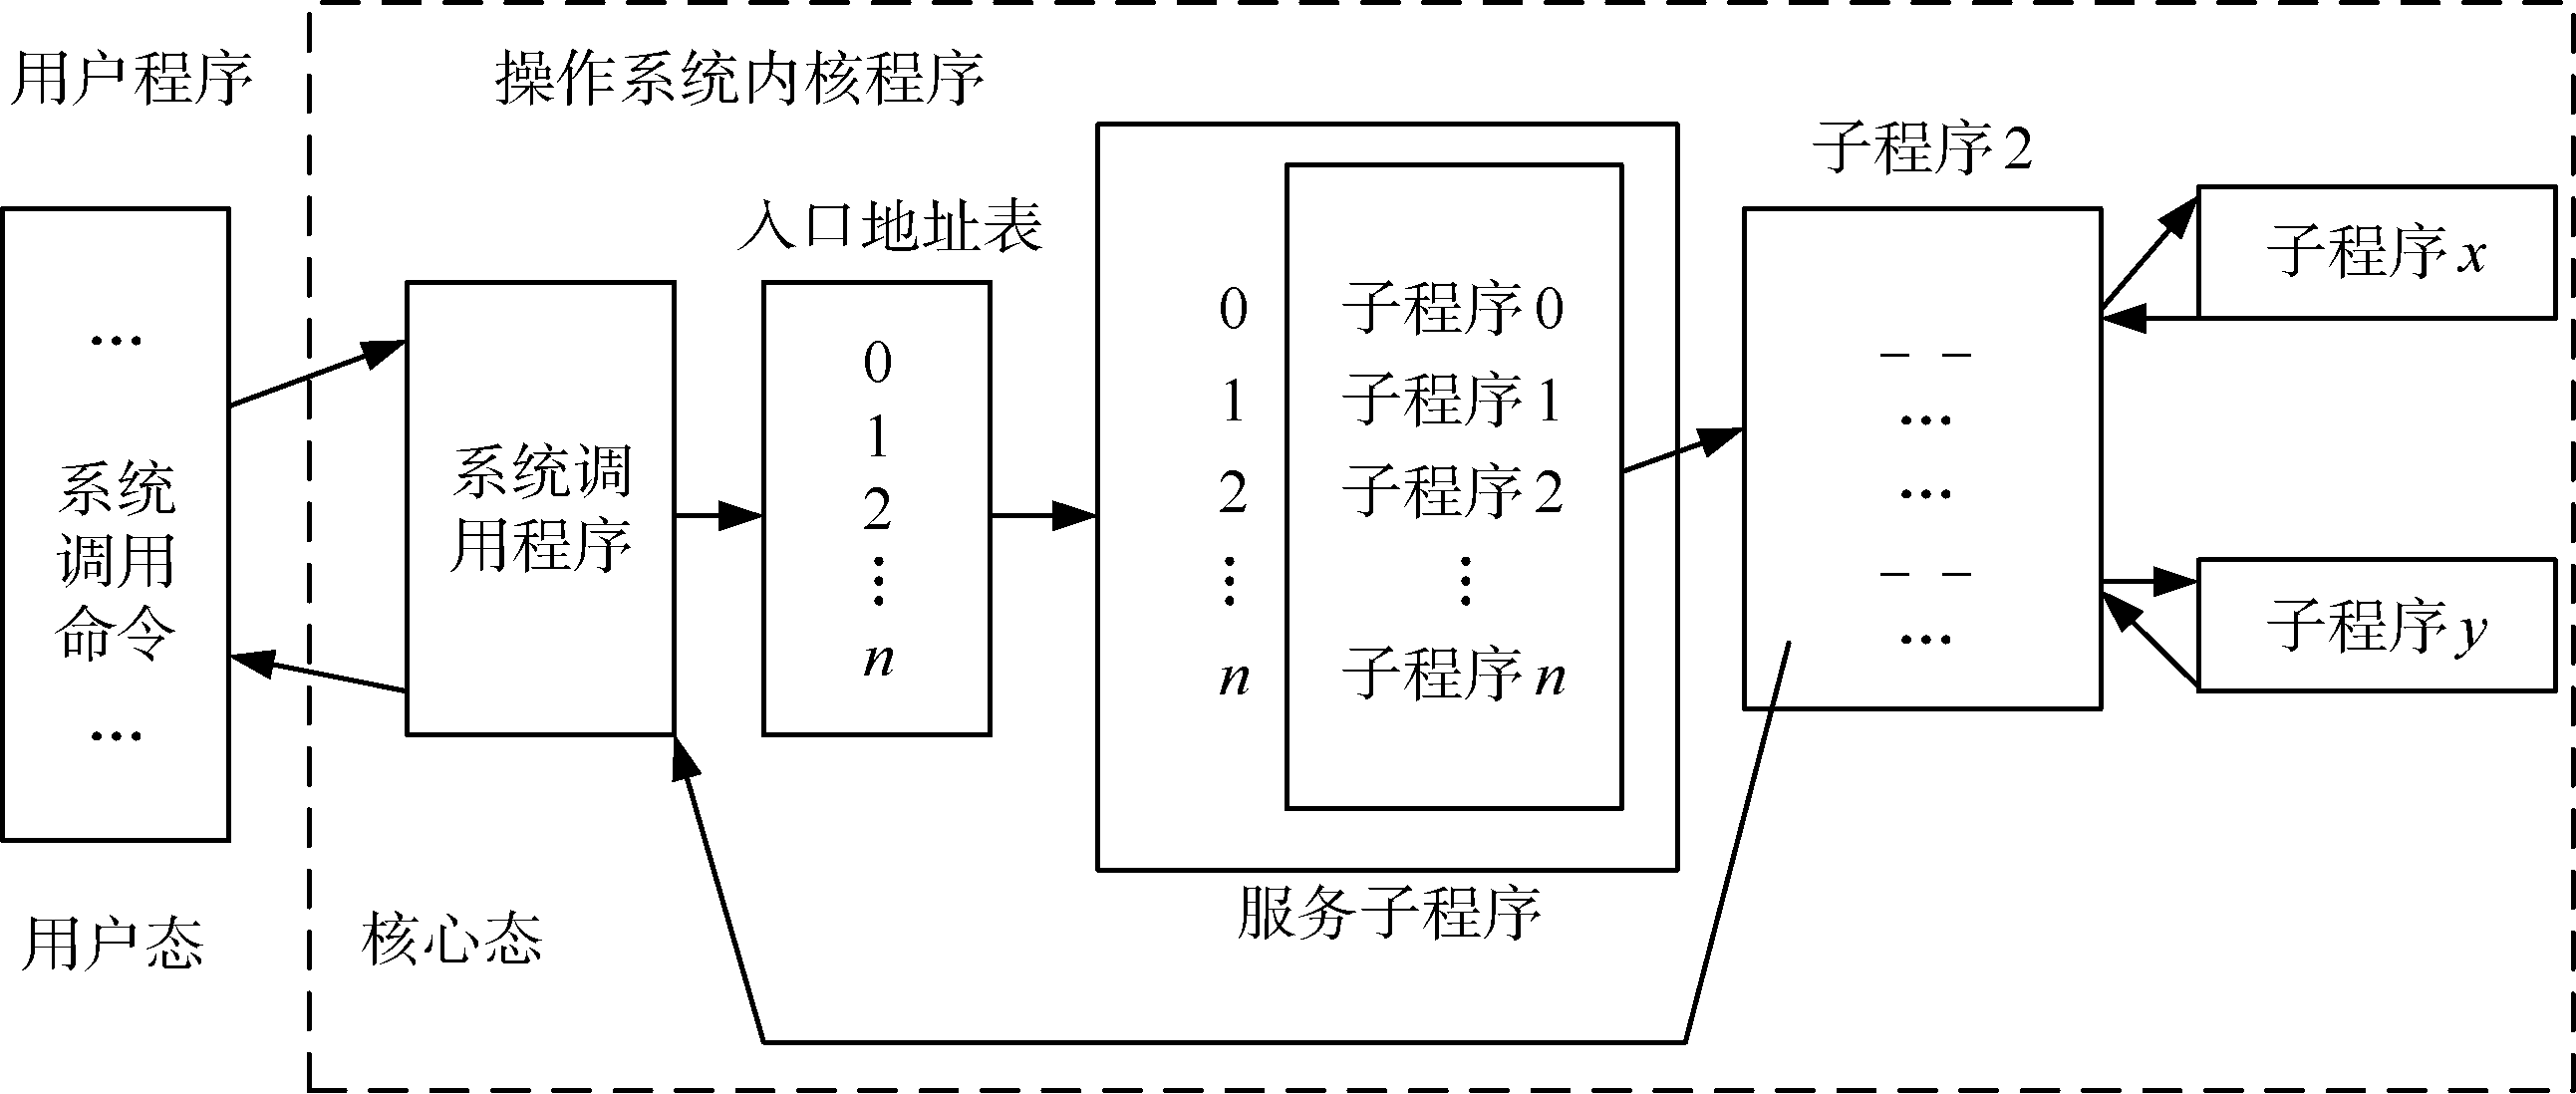 用户程序
操作系统内核程序
…
系统
调用
命令
…
用户态
核心态
系统调
用程序
入口地址表
0
1
2
⋮
n
0 子程序0
1 子程序1
2 子程序2
⋮ ⋮
n 子程序n
服务子程序
子程序2
– –
…
…
– –
…
子程序x
子程序y